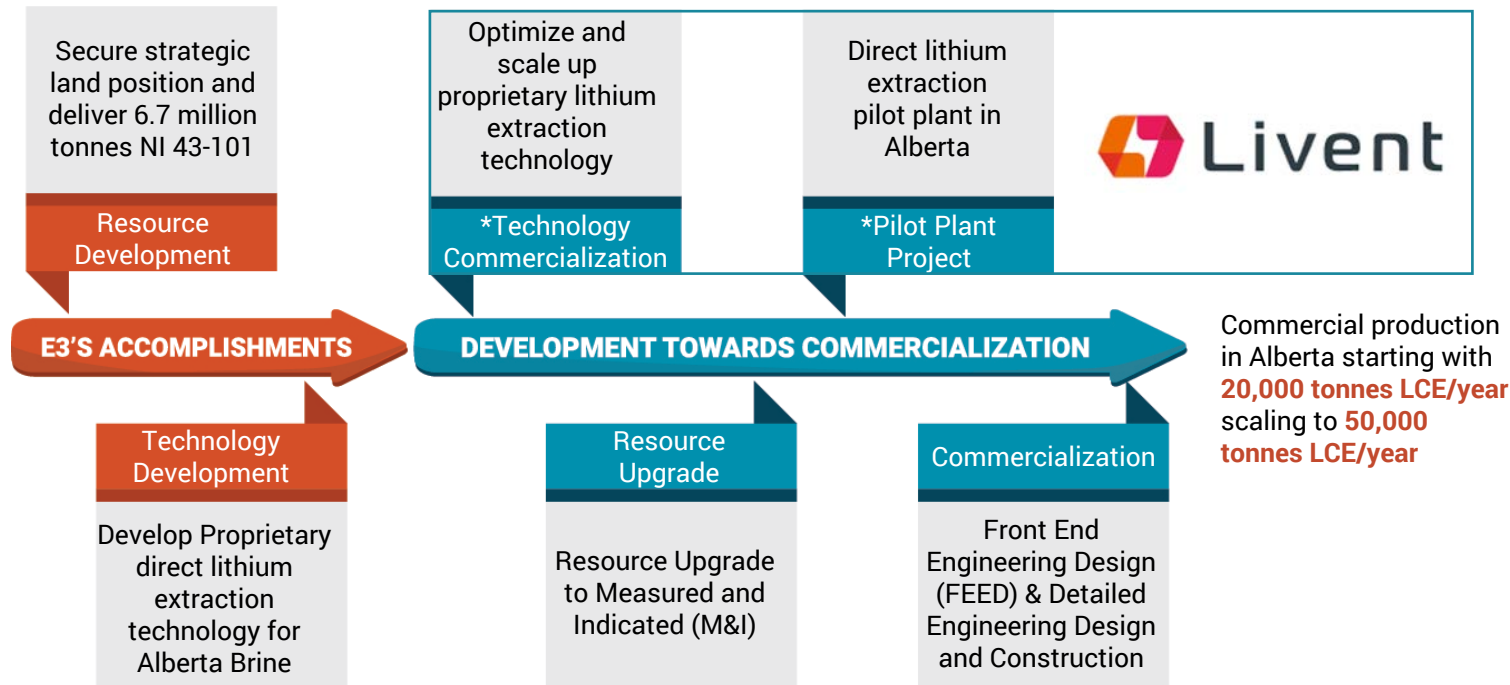 Secure strategic
land position and
deliver 6.7 million
tonnes NI 43-101
Resource
Development
Optimize and
scale up
proprietary lithium
extraction
technology
*Technology
Commercialization
Direct lithium
extraction
pilot plant in
Alberta
*Pilot Plant
Project
Livent
E3'S ACCOMPLISHMENTS
DEVELOPMENT TOWARDS COMMERCIALIZATION
Commercial production
in Alberta starting with
20,000 tonnes LCE/year
scaling to 50,000
tonnes LCE/year
Technology
Development
Develop Proprietary
direct lithium
extraction
technology for
Alberta Brine
Resource
Upgrade
Resource Upgrade
to Measured and
Indicated (M&I)
Commercialization
Front End
Engineering Design
(FEED) & Detailed
Engineering Design
and Construction